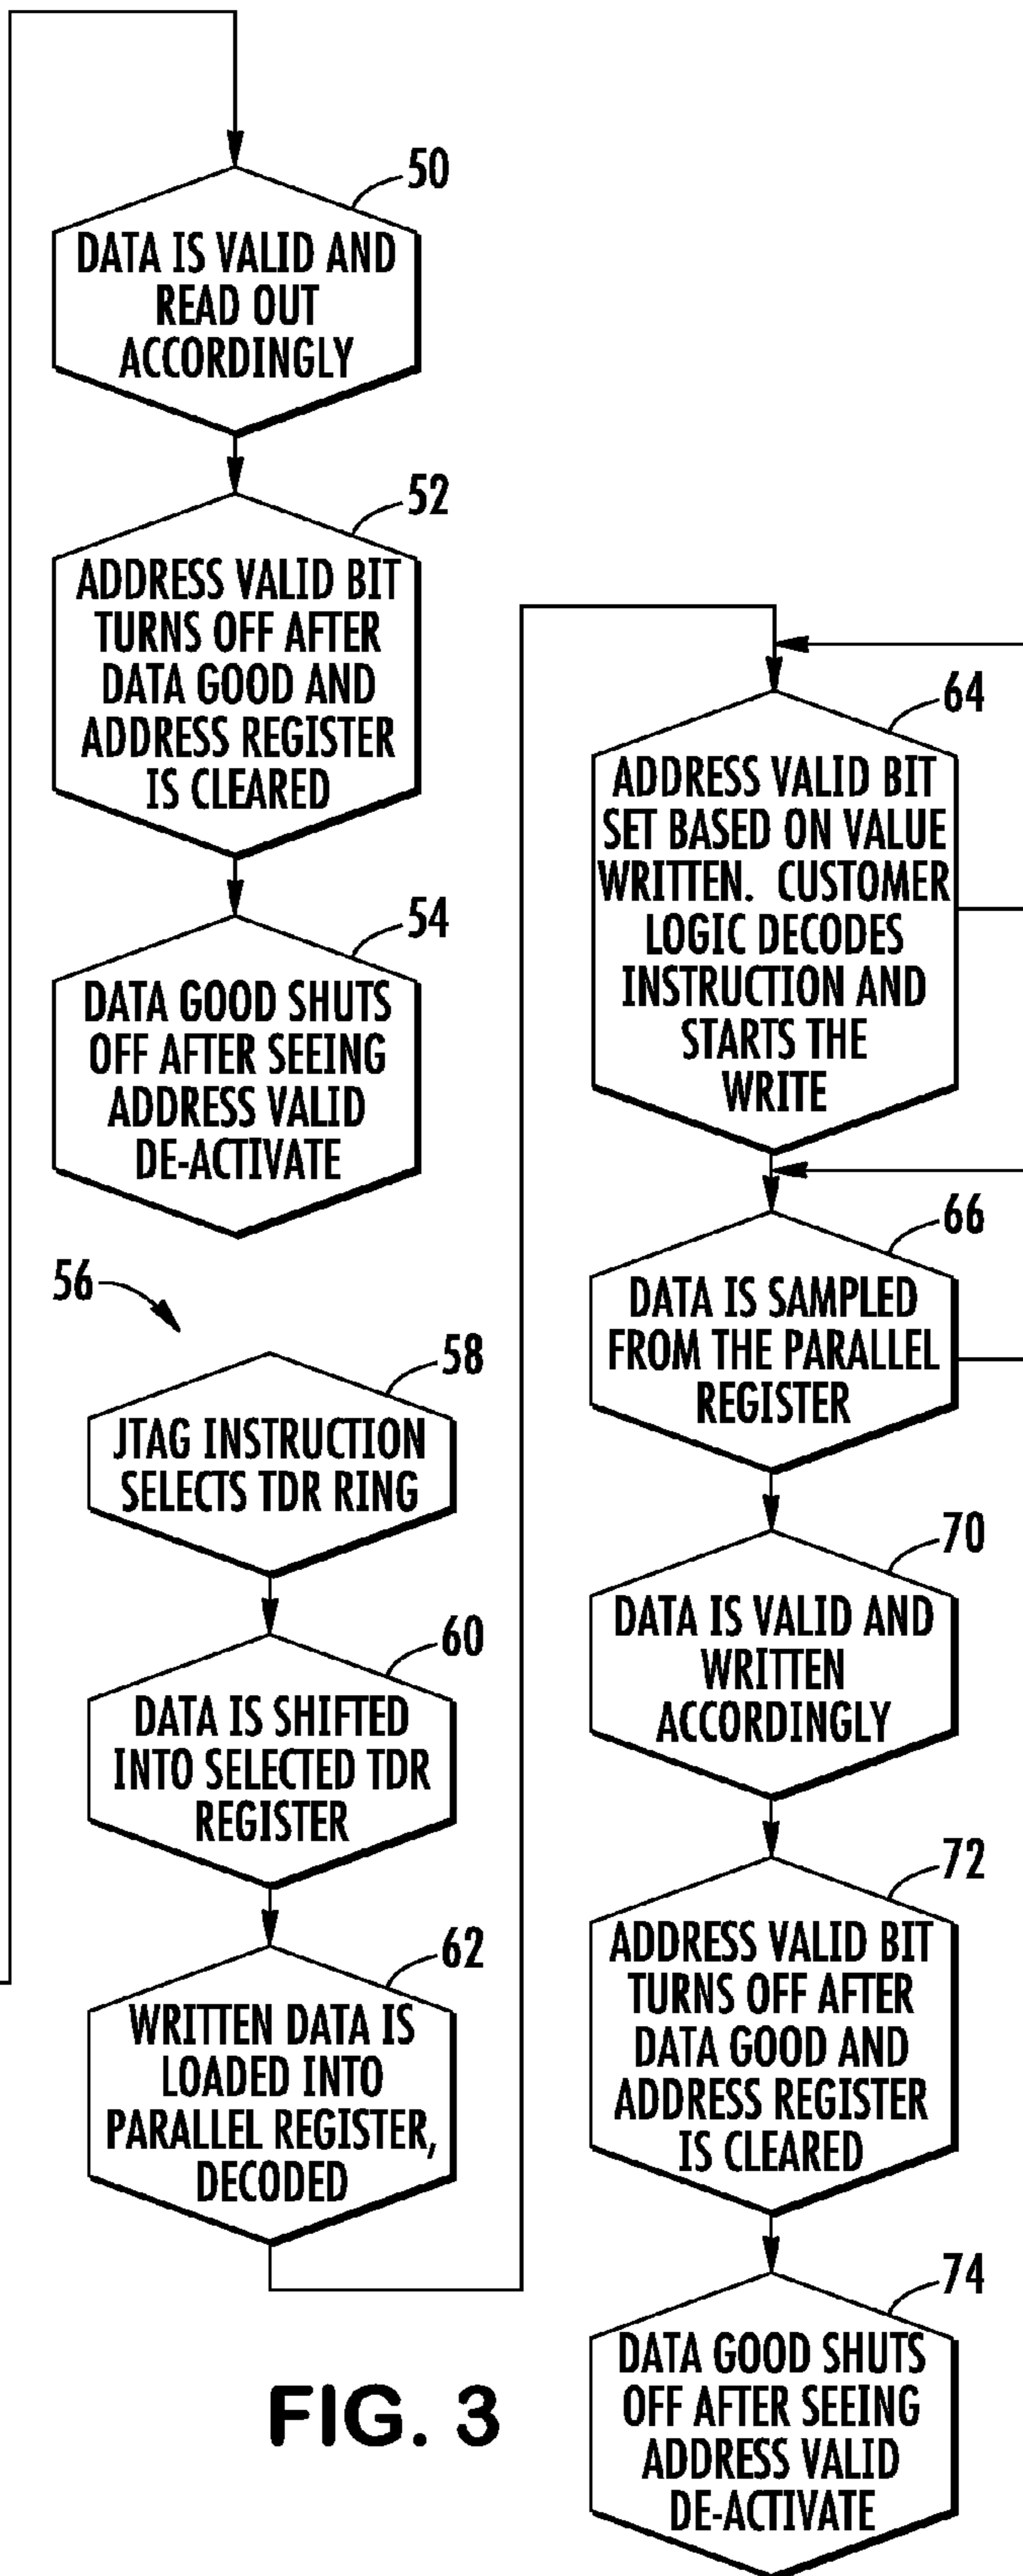 50
DATA IS VALID AND
READ OUT
ACCORDINGLY
52
ADDRESS VALID BIT
TURNS OFF AFTER
DATA GOOD AND
ADDRESS REGISTER
IS CLEARED
54
DATA GOOD SHUTS
OFF AFTER SEEING
ADDRESS VALID
DE-ACTIVATE
56
58
JTAG INSTRUCTION
SELECTS TDR RING
60
DATA IS SHIFTED
INTO SELECTED TDR
REGISTER
62
WRITTEN DATA IS
LOADED INTO
PARALLEL REGISTER,
DECODED
64
ADDRESS VALID BIT
SET BASED ON VALUE
WRITTEN. CUSTOMER
LOGIC DECODES
INSTRUCTION AND
STARTS THE
WRITE
66
DATA IS SAMPLED
FROM THE PARALLEL
REGISTER
70
DATA IS VALID AND
WRITTEN
ACCORDINGLY
72
ADDRESS VALID BIT
TURNS OFF AFTER
DATA GOOD AND
ADDRESS REGISTER
IS CLEARED
74
DATA GOOD SHUTS
OFF AFTER SEEING
ADDRESS VALID
DE-ACTIVATE
FIG. 3